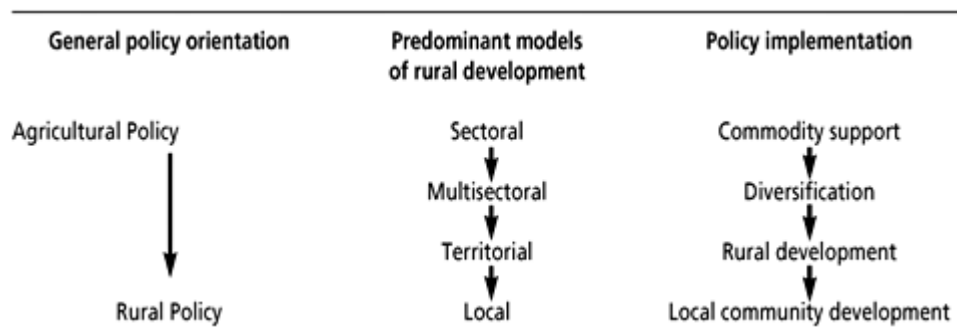 General policy orientation
Predominant models
of rural development
Policy implementation
Agricultural Policy
Sectoral
Commodity support
Multisectoral
Diversification
Territorial
Rural development
Rural Policy
Local
Local community development